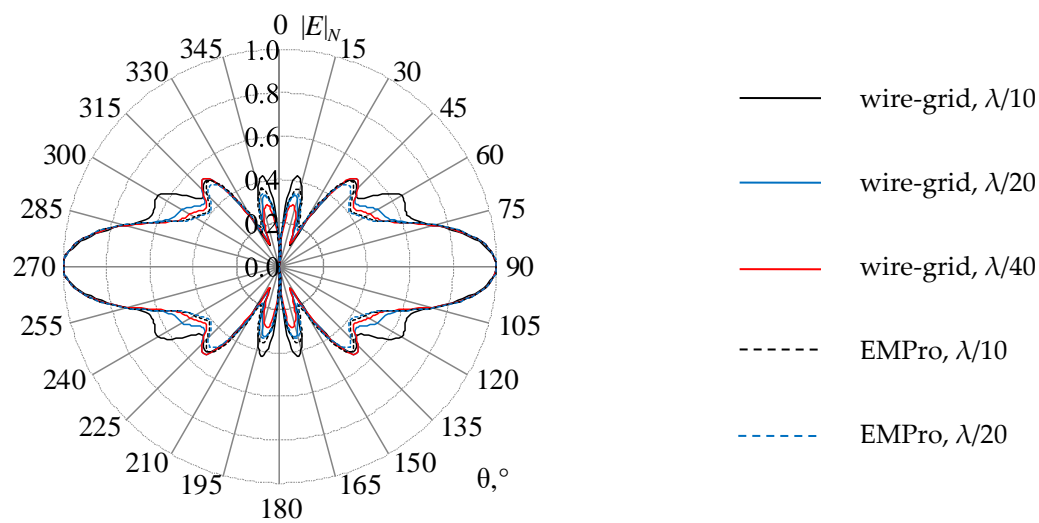 0 |E|N
345 1.0 15
330 30
0.8
315 45
0.6
300 60
0.4
285 75
0.2
270 0.0 90
255 105
240 120
225 135
210 150
195 165 θ,°
180
wire-grid, λ/10
wire-grid, λ/20
wire-grid, λ/40
EMPro, λ/10
EMPro, λ/20